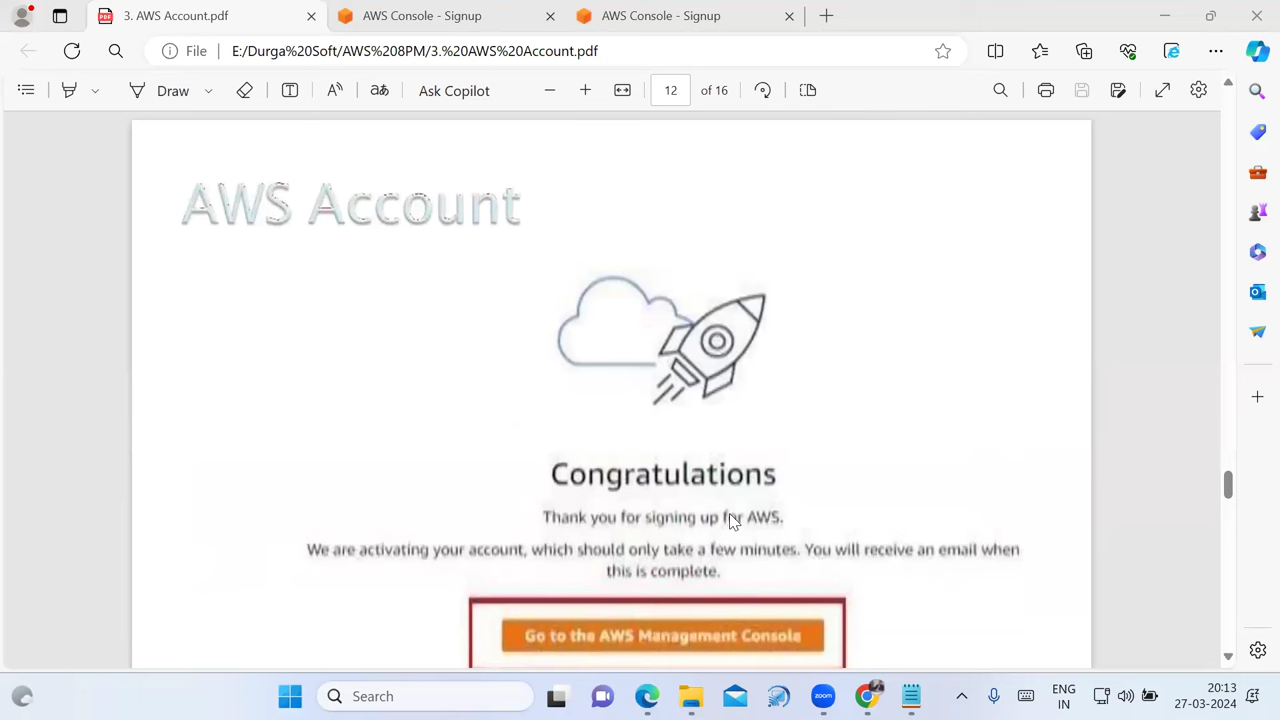 3. AWS Account.pdf
AWS Console - Signup
AWS Console - Signup
File
E:/Durga%20Soft/AWS%208PM/3.%20AWS%20Account.pdf
Draw
aあ
Ask Copilot
12
of 16
AWS Account
Congratulations
Thank you for signing up for AWS.
We are activating your account, which should only take a few minutes. You will receive an email when
this is complete.
Go to the AWS Management Console
Search
zoom
ENG
IN
20:13
27-03-2024